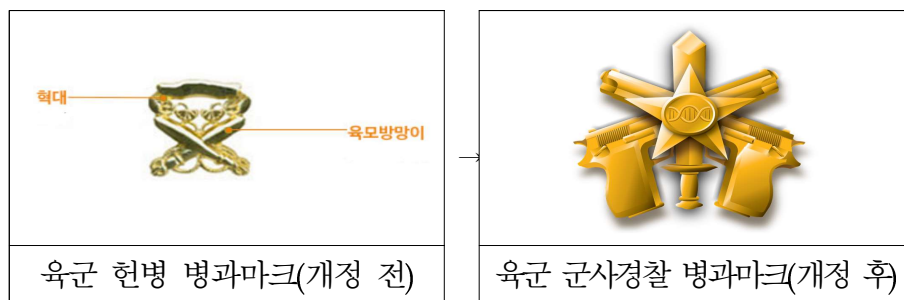 혁대
육모방망이
→
육군 헌병 병과마크(개정 전)
육군 군사경찰 병과마크(개정 후)